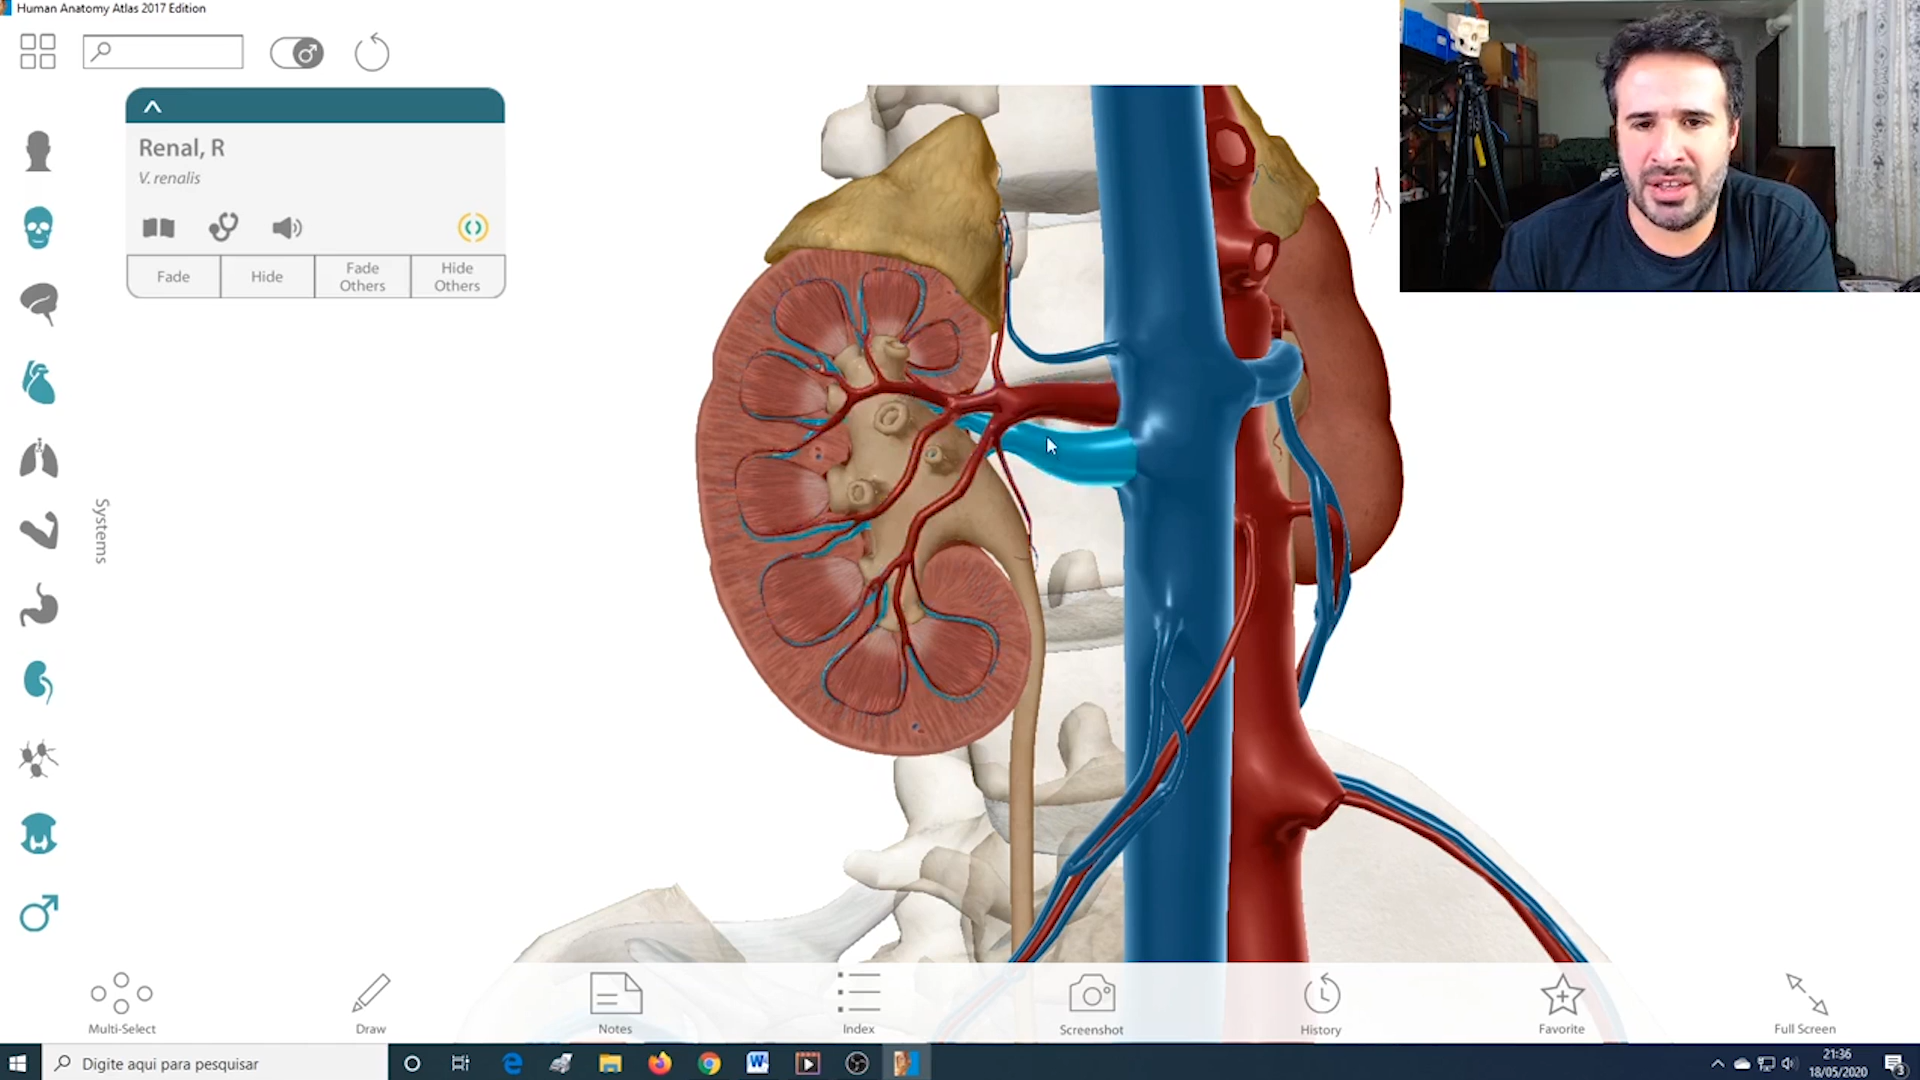 Human Anatomy Atlas 2017 Edition
Renal, R
V. renalis
Fade
Hide
Fade
Others
Hide
Others
Systems
Multi-Select
Draw
Notes
Index
Screenshot
History
Favorite
Full Screen
Digite aqui para pesquisar
21:36
18/05/2020
3